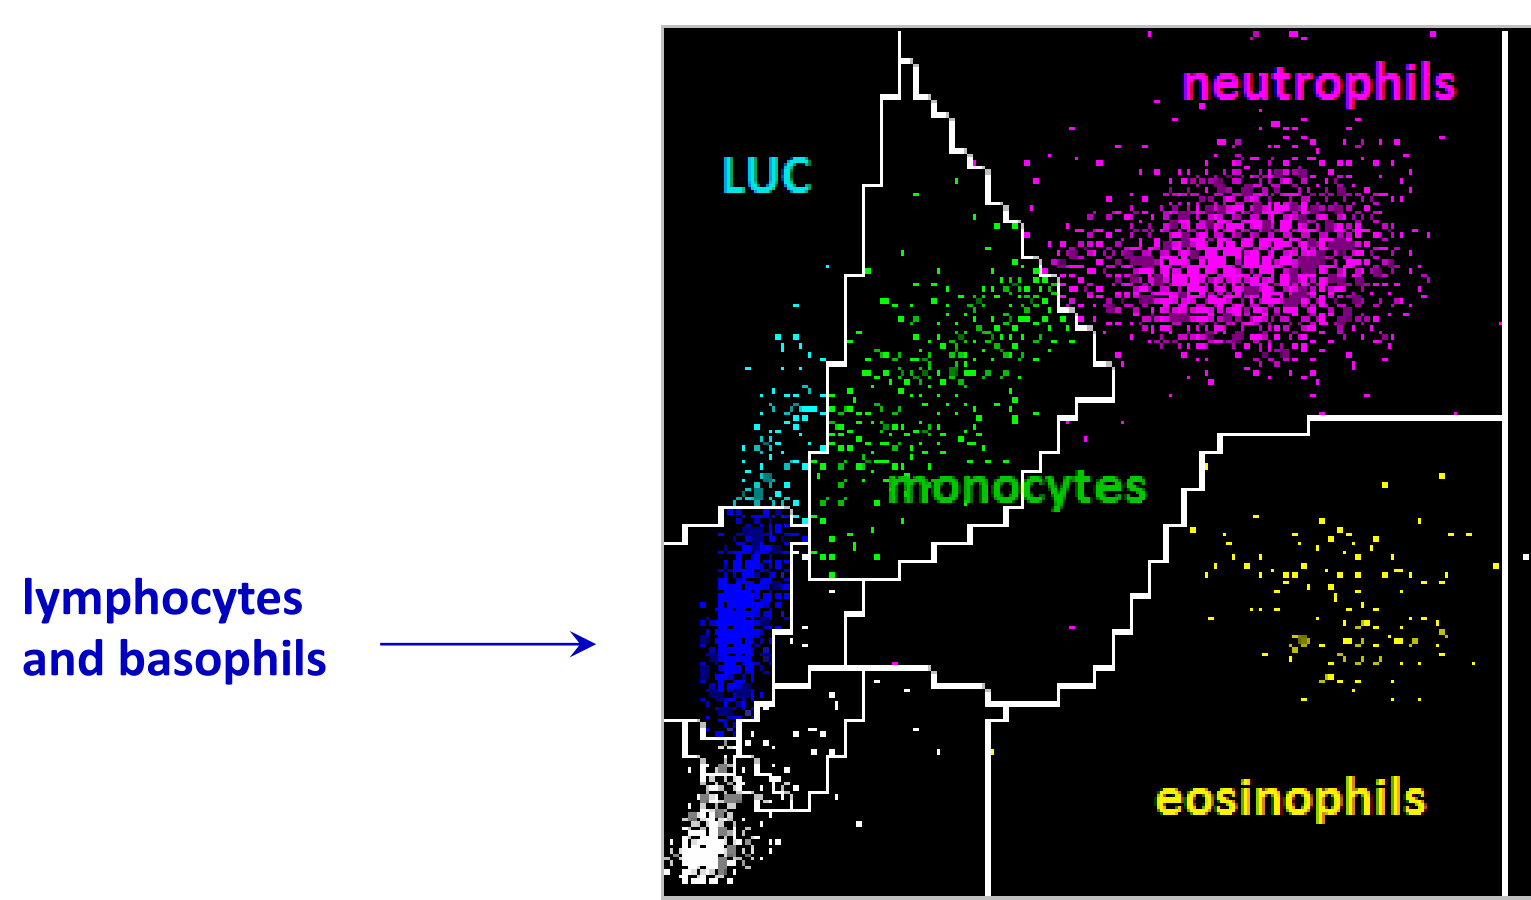 neutrophils
LUC
monocytes
lymphocytes
and basophils
eosinophils